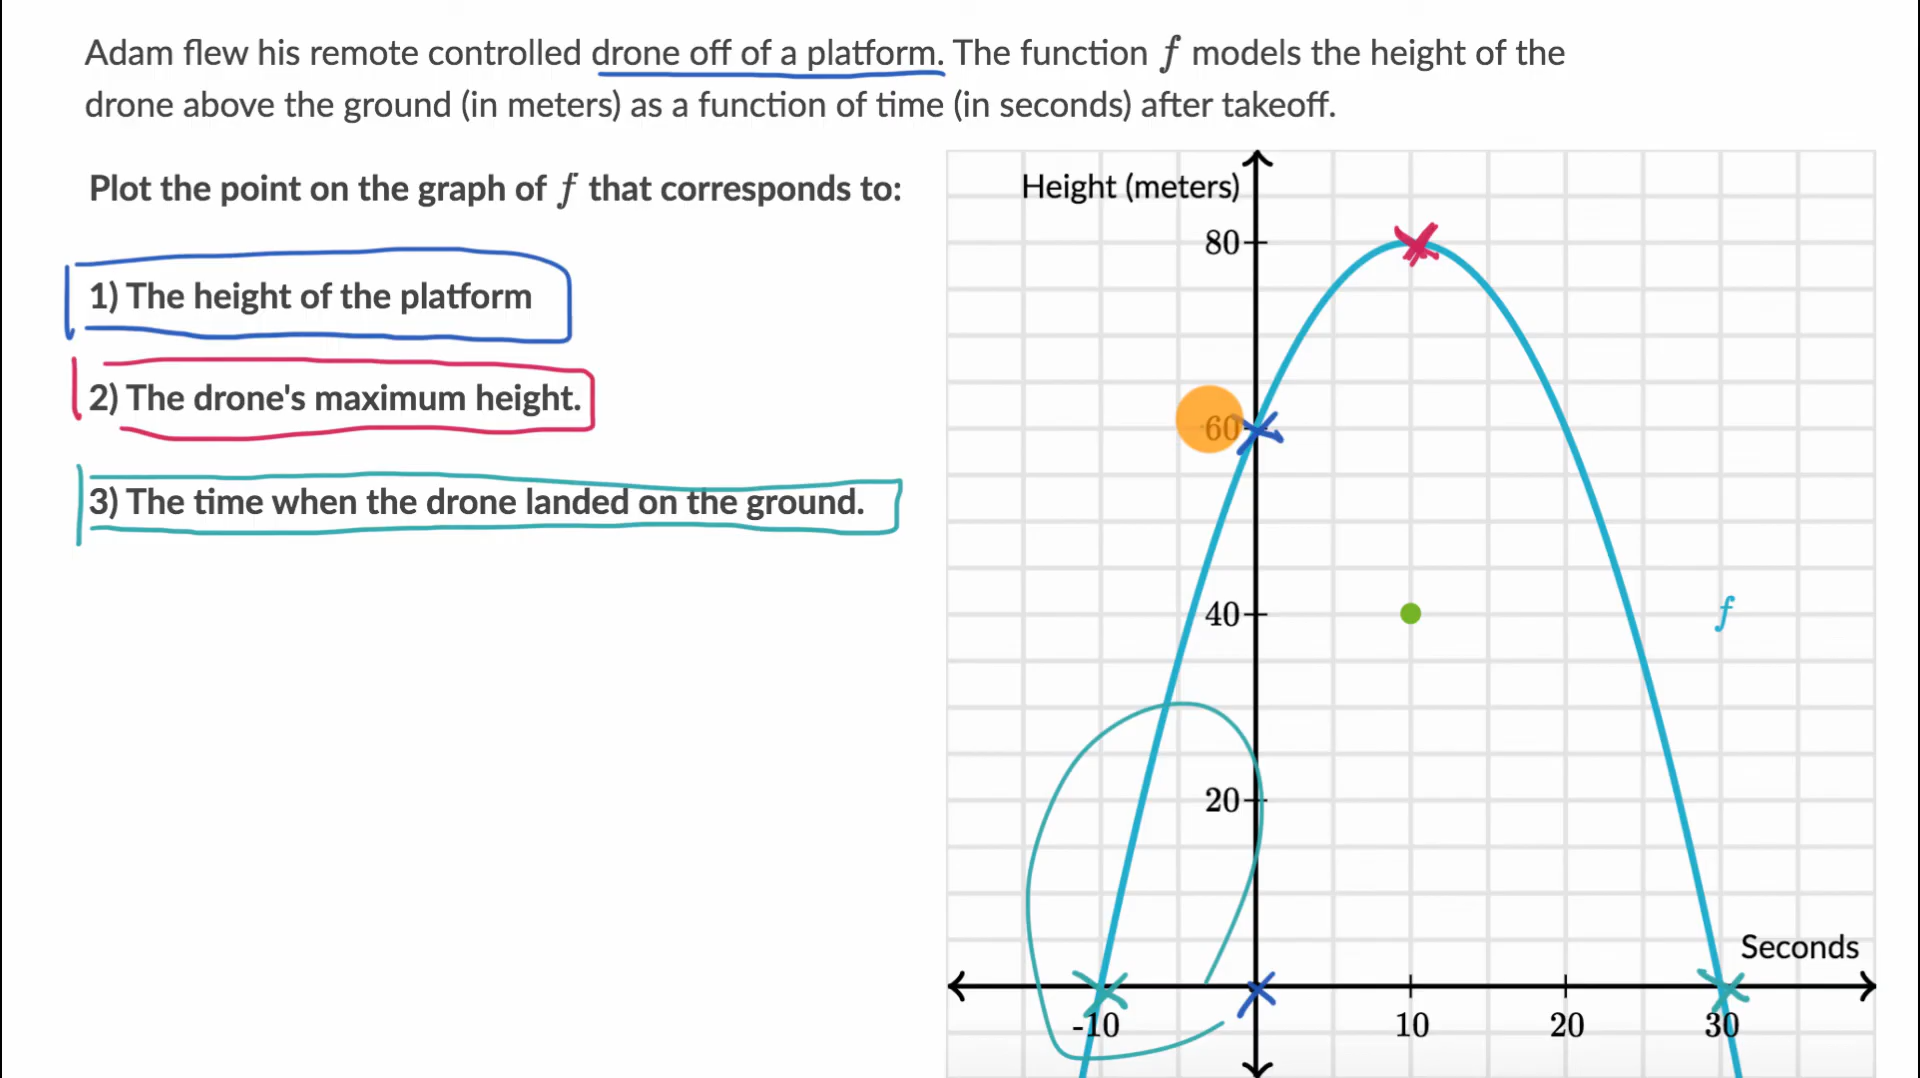 Adam flew his remote controlled drone off of a platform. The function f models the height of the
drone above the ground (in meters) as a function of time (in seconds) after takeoff.
Plot the point on the graph of f that corresponds to:
1) The height of the platform
2) The drone's maximum height.
3) The time when the drone landed on the ground.
Height (meters)
80
60
40
f
20
Seconds
-10 10 20 30